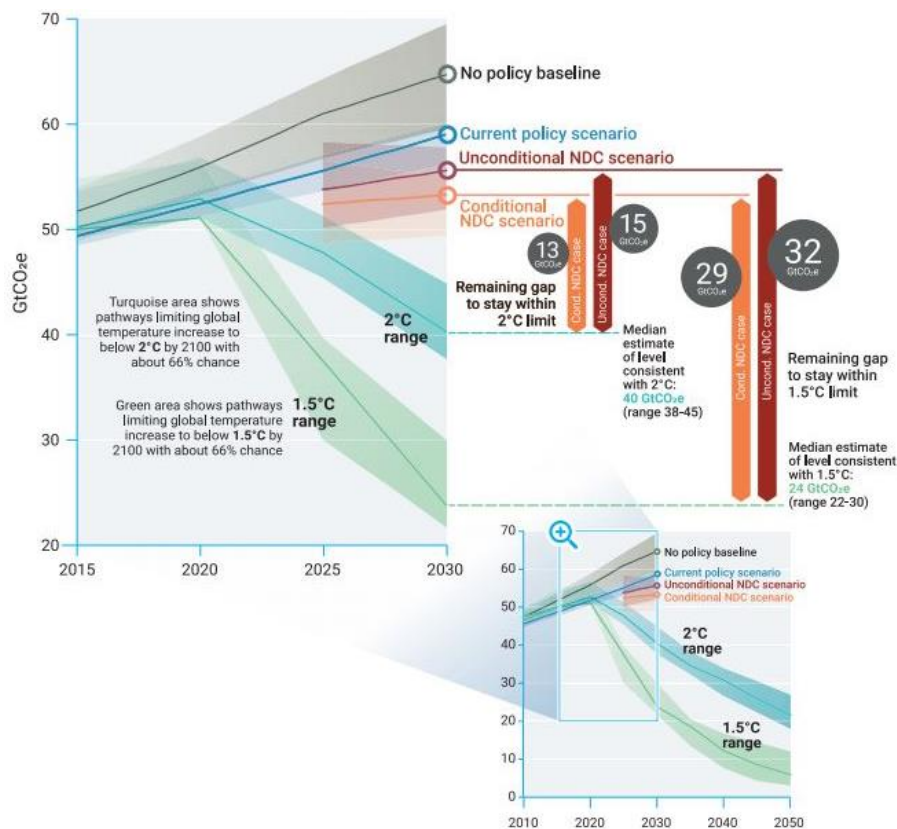 70
60
50
40
30
20
GtCO₂e
2015
2020
2025
2030
No policy baseline
Current policy scenario
Unconditional NDC scenario
Conditional
NDC scenario
Turquoise area shows
pathways limiting global
temperature increase to
below 2°C by 2100 with
about 66% chance
Green area shows pathways
limiting global temperature
increase to below 1.5°C by
2100 with about 66% chance
2°C
range
1.5°C
range
13
GtCO₂e
15
GtCO₂e
Cond. NDC case
Uncond. NDC case
Remaining gap
to stay within
2°C limit
Median
estimate
of level
consistent
with 2°C:
40 GtCO₂e
(range 38-45)
29
GtCO₂e
32
GtCO₂e
Cond. NDC case
Uncond. NDC case
Remaining gap
to stay within
1.5°C limit
Median estimate
of level consistent
with 1.5°C:
24 GtCO₂e
(range 22-30)
70
60
50
40
30
20
10
0
2010
2020
2030
2040
2050
No policy baseline
Current policy scenario
Unconditional NDC scenario
Conditional NDC scenario
2°C
range
1.5°C
range